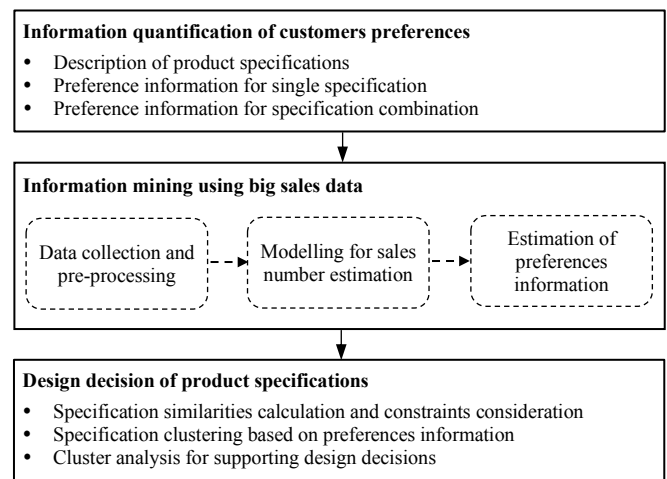 Information quantification of customers preferences
• Description of product specifications
• Preference information for single specification
• Preference information for specification combination
Information mining using big sales data
Data collection and
pre-processing
Modelling for sales
number estimation
Estimation of
preferences
information
Design decision of product specifications
• Specification similarities calculation and constraints consideration
• Specification clustering based on preferences information
• Cluster analysis for supporting design decisions